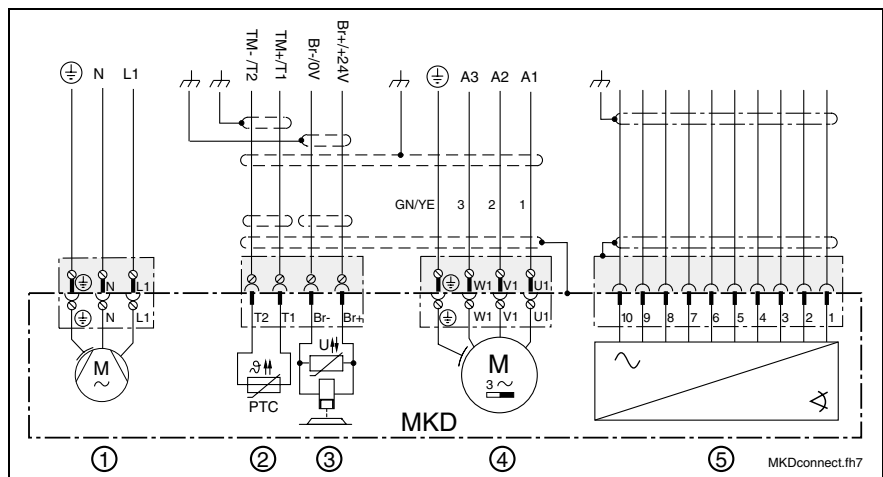 N L1 TM-/T2 TM+/T1 Br-/0V Br+/+24V A3 A2 A1
GN/YE 3 2 1
N L1 W1 V1 U1
T2 T1 Br- Br+ 10 9 8 7 6 5 4 3 2 1
N L1 W1 V1 U1
M ~
ϑ PTC
U
M
3 ~
MKD
① ② ③ ④ ⑤
MKDconnect.fh7